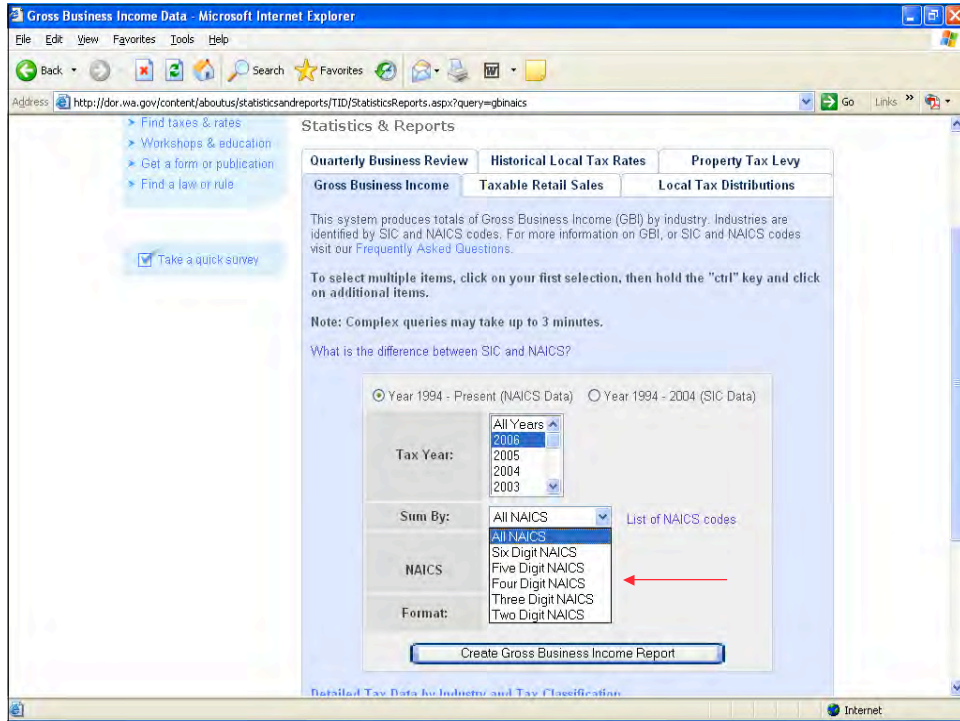 Gross Business Income Data - Microsoft Internet Explorer
File Edit View Favorites Tools Help
Back Search Favorites
Address http://dor.wa.gov/content/aboutus/statisticsandreports/TID/StatisticsReports.aspx?query=gbinaics Go Links »
Find taxes & rates
Workshops & education
Get a form or publication
Find a law or rule
Take a quick survey
Statistics & Reports
Quarterly Business Review Historical Local Tax Rates Property Tax Levy
Gross Business Income Taxable Retail Sales Local Tax Distributions
This system produces totals of Gross Business Income (GBI) by industry. Industries are
identified by SIC and NAICS codes. For more information on GBI, or SIC and NAICS codes
visit our Frequently Asked Questions.
To select multiple items, click on your first selection, then hold the "ctrl" key and click
on additional items.
Note: Complex queries may take up to 3 minutes.
What is the difference between SIC and NAICS?
Year 1994 - Present (NAICS Data) Year 1994 - 2004 (SIC Data)
Tax Year:
All Years
2006
2005
2004
2003
Sum By: All NAICS List of NAICS codes
All NAICS
Six Digit NAICS
NAICS
Five Digit NAICS
Four Digit NAICS
Three Digit NAICS
Format:
Two Digit NAICS
Create Gross Business Income Report
Detailed Tax Data by Industry and Tax Classification
Internet